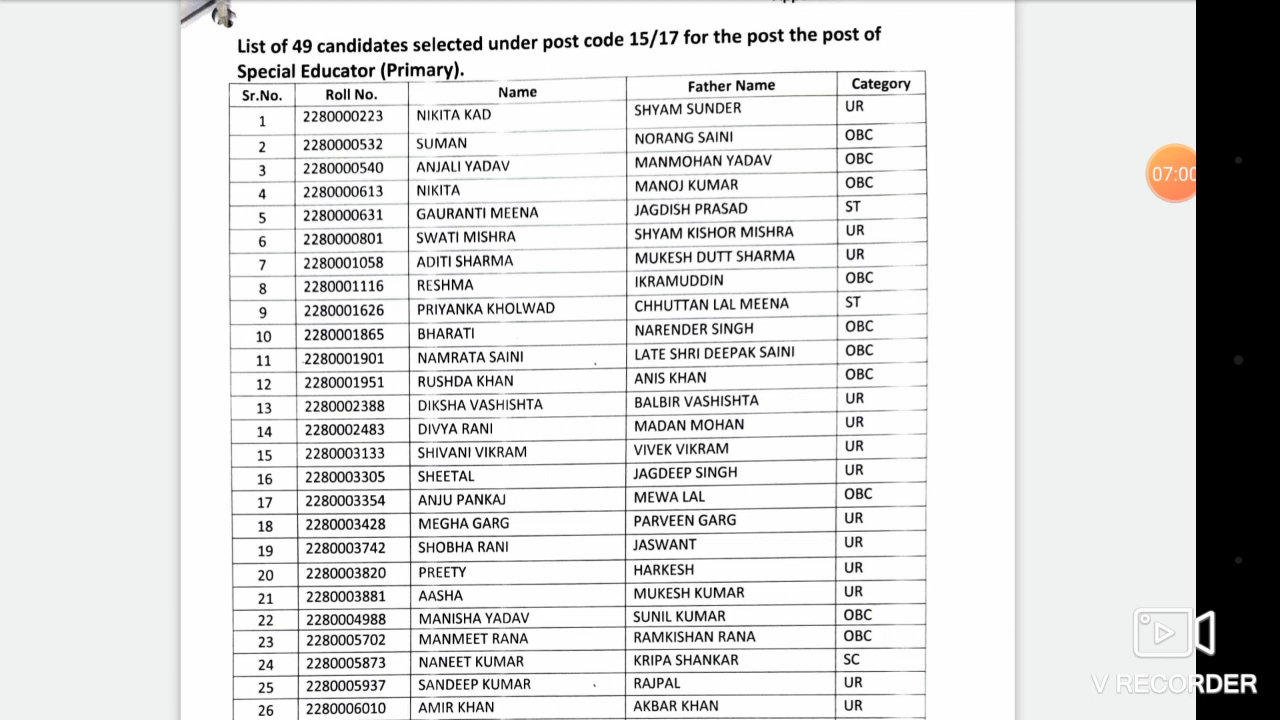 List of 49 candidates selected under post code 15/17 for the post the post of
Special Educator (Primary).
Sr.No. Roll No. Name Father Name Category
1 2280000223 NIKITA KAD SHYAM SUNDER UR
2 2280000532 SUMAN NORANG SAINI OBC
3 2280000540 ANJALI YADAV MANMOHAN YADAV OBC
4 2280000613 NIKITA MANOJ KUMAR OBC
5 2280000631 GAURANTI MEENA JAGDISH PRASAD ST
6 2280000801 SWATI MISHRA SHYAM KISHOR MISHRA UR
7 2280001058 ADITI SHARMA MUKESH DUTT SHARMA UR
8 2280001116 RESHMA IKRAMUDDIN OBC
9 2280001626 PRIYANKA KHOLWAD CHHUTTAN LAL MEENA ST
10 2280001865 BHARATI NARENDER SINGH OBC
11 2280001901 NAMRATA SAINI LATE SHRI DEEPAK SAINI OBC
12 2280001951 RUSHDA KHAN ANIS KHAN OBC
13 2280002388 DIKSHA VASHISHTA BALBIR VASHISHTA UR
14 2280002483 DIVYA RANI MADAN MOHAN UR
15 2280003133 SHIVANI VIKRAM VIVEK VIKRAM UR
16 2280003305 SHEETAL JAGDEEP SINGH UR
17 2280003354 ANJU PANKAJ MEWA LAL OBC
18 2280003428 MEGHA GARG PARVEEN GARG UR
19 2280003742 SHOBHA RANI JASWANT UR
20 2280003820 PREETY HARKESH UR
21 2280003881 AASHA MUKESH KUMAR UR
22 2280004988 MANISHA YADAV SUNIL KUMAR OBC
23 2280005702 MANMEET RANA RAMKISHAN RANA OBC
24 2280005873 NANEET KUMAR KRIPA SHANKAR SC
25 2280005937 SANDEEP KUMAR RAJPAL UR
26 2280006010 AMIR KHAN AKBAR KHAN UR
07:00
V RECORDER